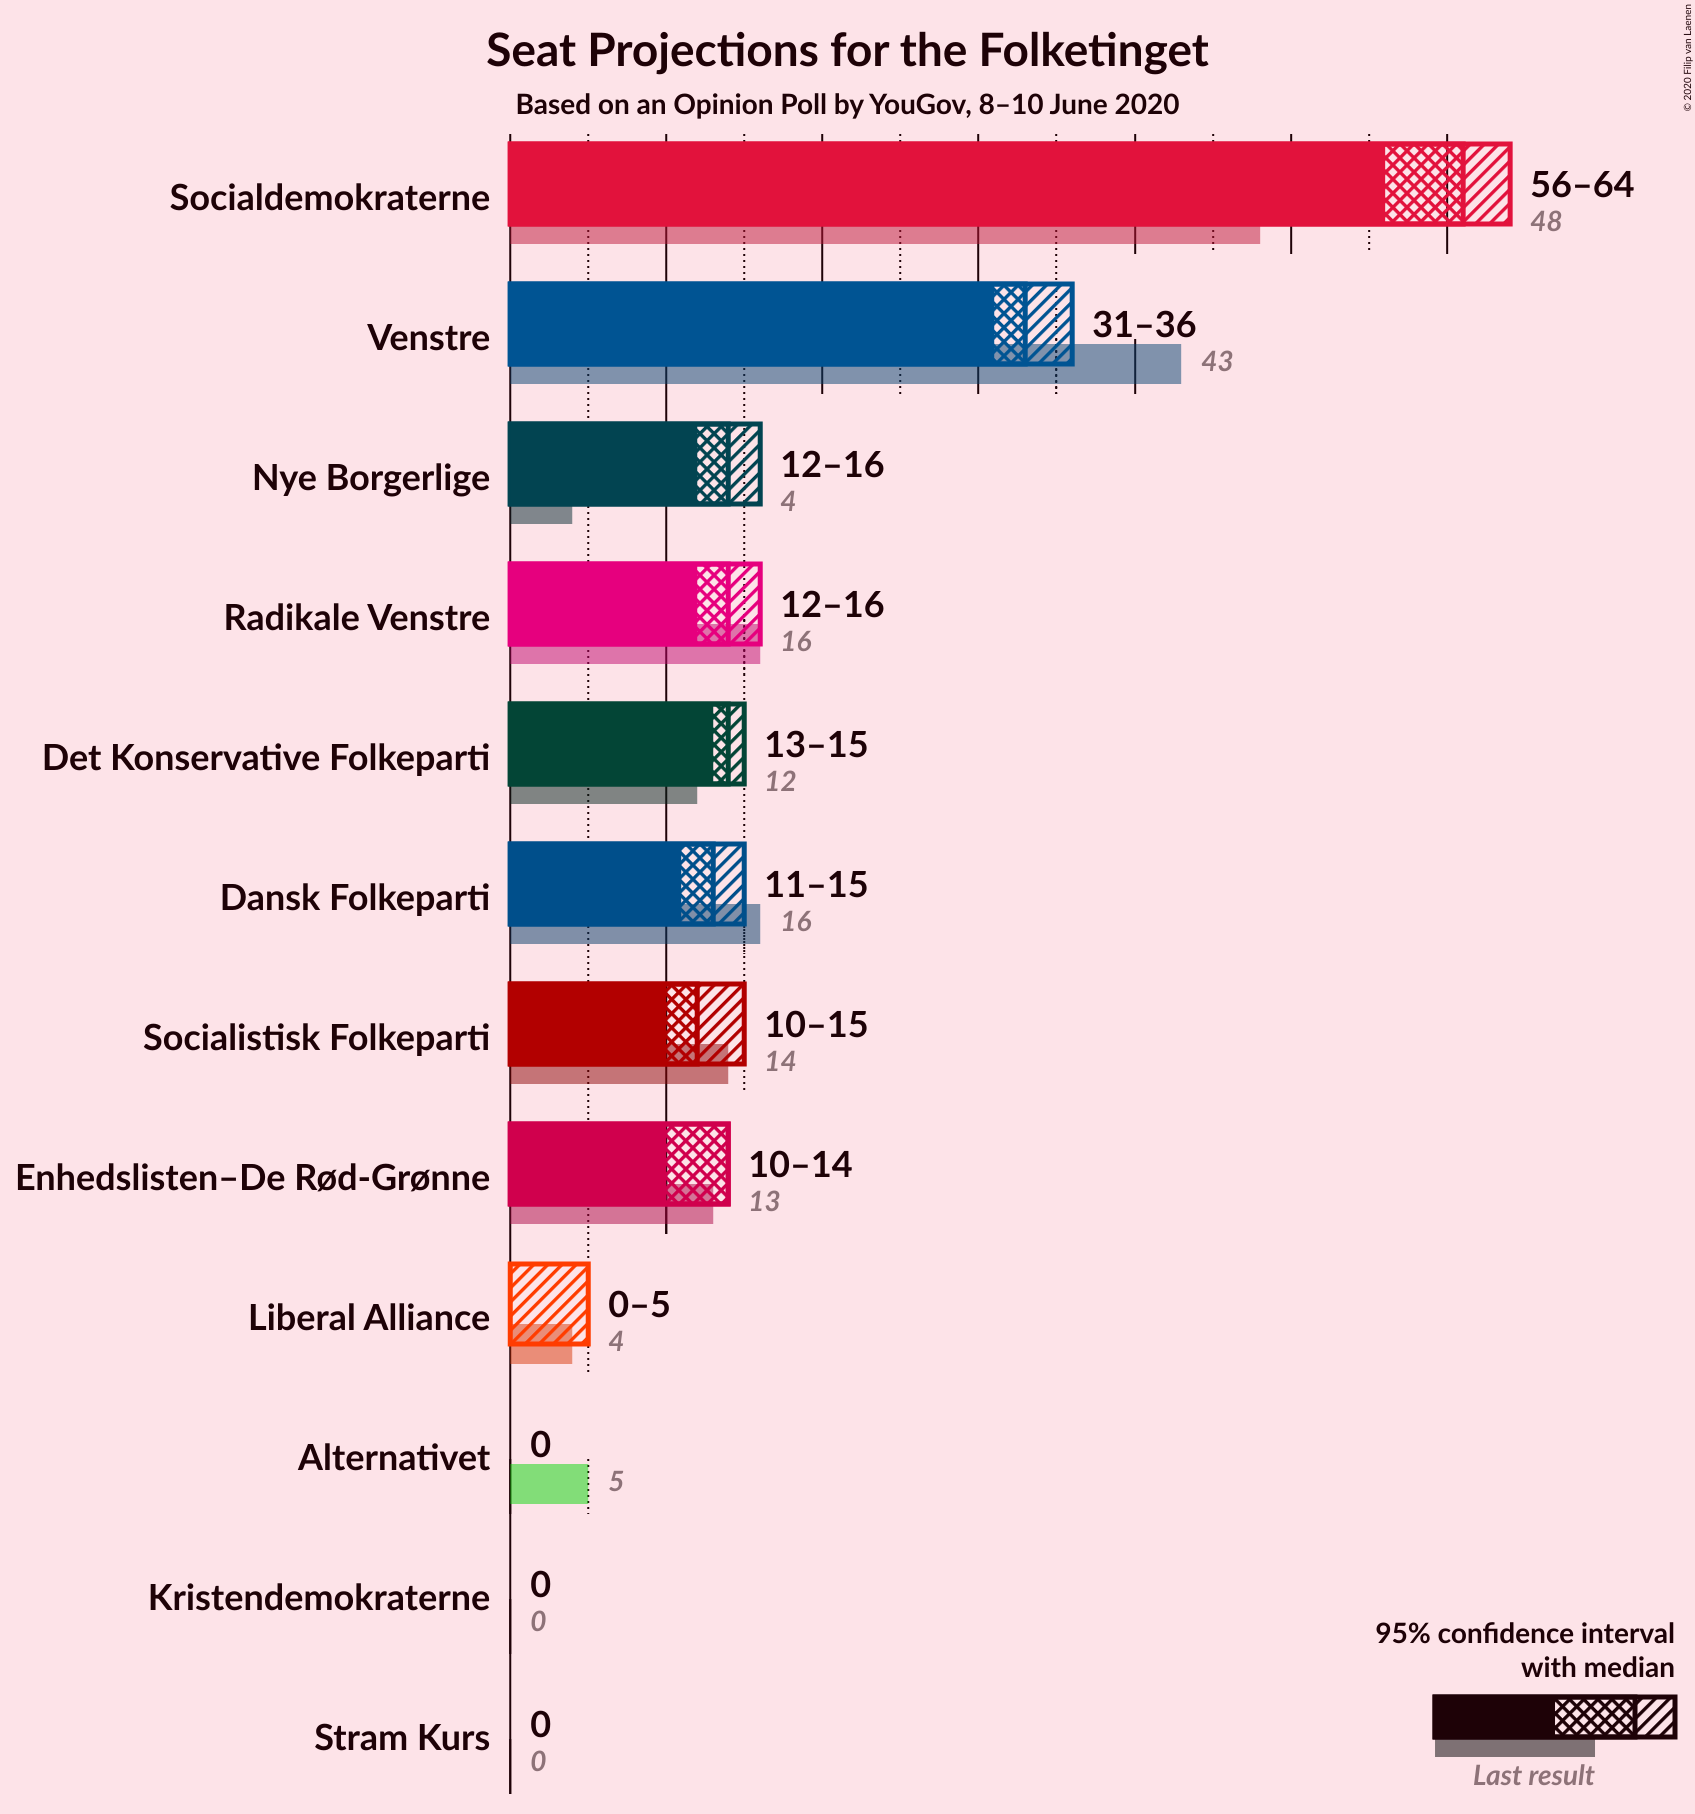 Seat Projections for the Folketinget
Based on an Opinion Poll by YouGov, 8–10 June 2020
© 2020 Filip van Laenen
Socialdemokraterne
56–64
48
Venstre
31–36
43
Nye Borgerlige
12–16
4
Radikale Venstre
12–16
16
Det Konservative Folkeparti
13–15
12
Dansk Folkeparti
11–15
16
Socialistisk Folkeparti
10–15
14
Enhedslisten–De Rød-Grønne
10–14
13
Liberal Alliance
0–5
4
Alternativet
0
5
Kristendemokraterne
0
0
Stram Kurs
0
0
95% confidence interval
with median
Last result